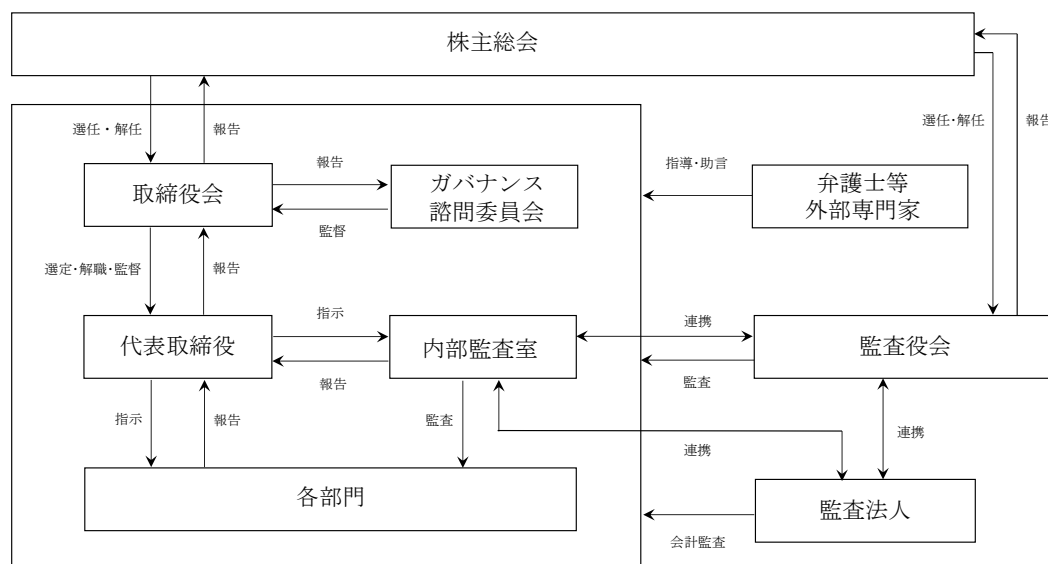 株主総会
選任・解任
報告
選任・解任
報告
取締役会
報告
監督
ガバナンス
諮問委員会
指導・助言
弁護士等
外部専門家
選定・解職・監督
報告
代表取締役
指示
報告
内部監査室
連携
監査
監査役会
指示
報告
監査
連携
連携
各部門
会計監査
監査法人